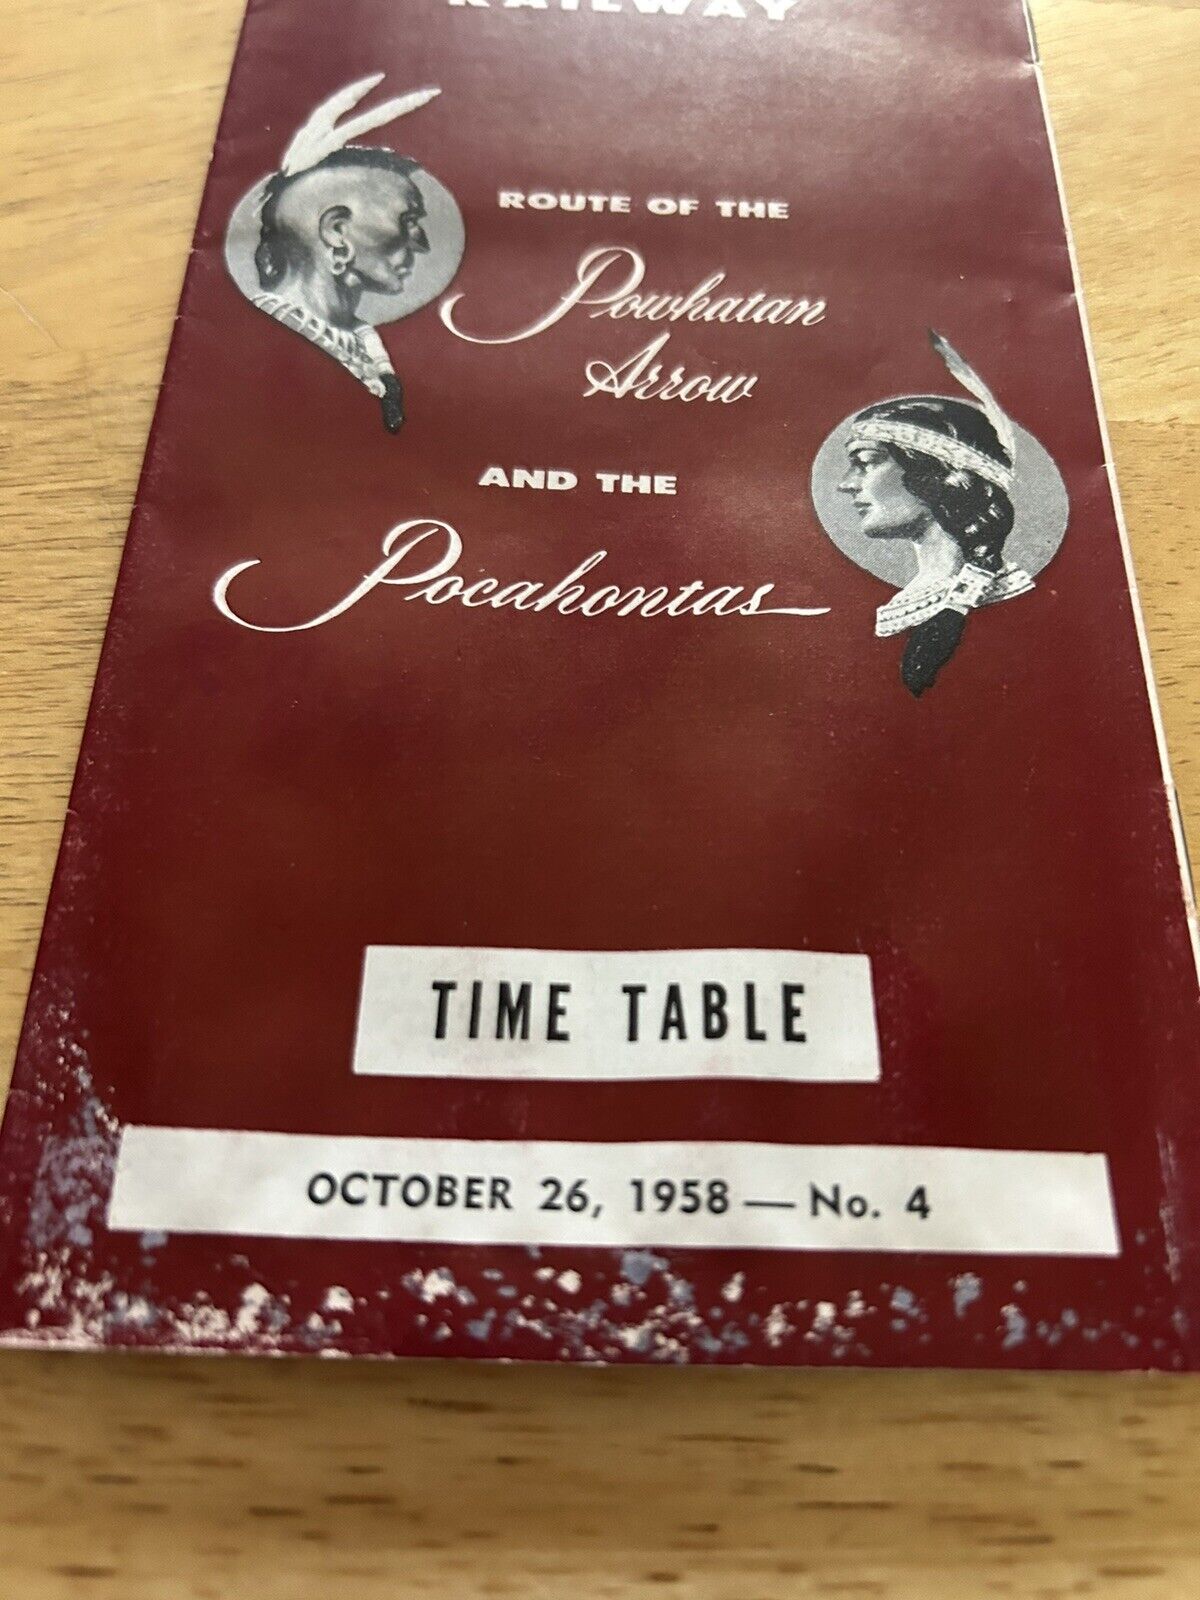 RAILWAY
ROUTE OF THE
Powhatan
Arrow
AND THE
Pocahontas
TIME TABLE
OCTOBER 26, 1958 — No. 4